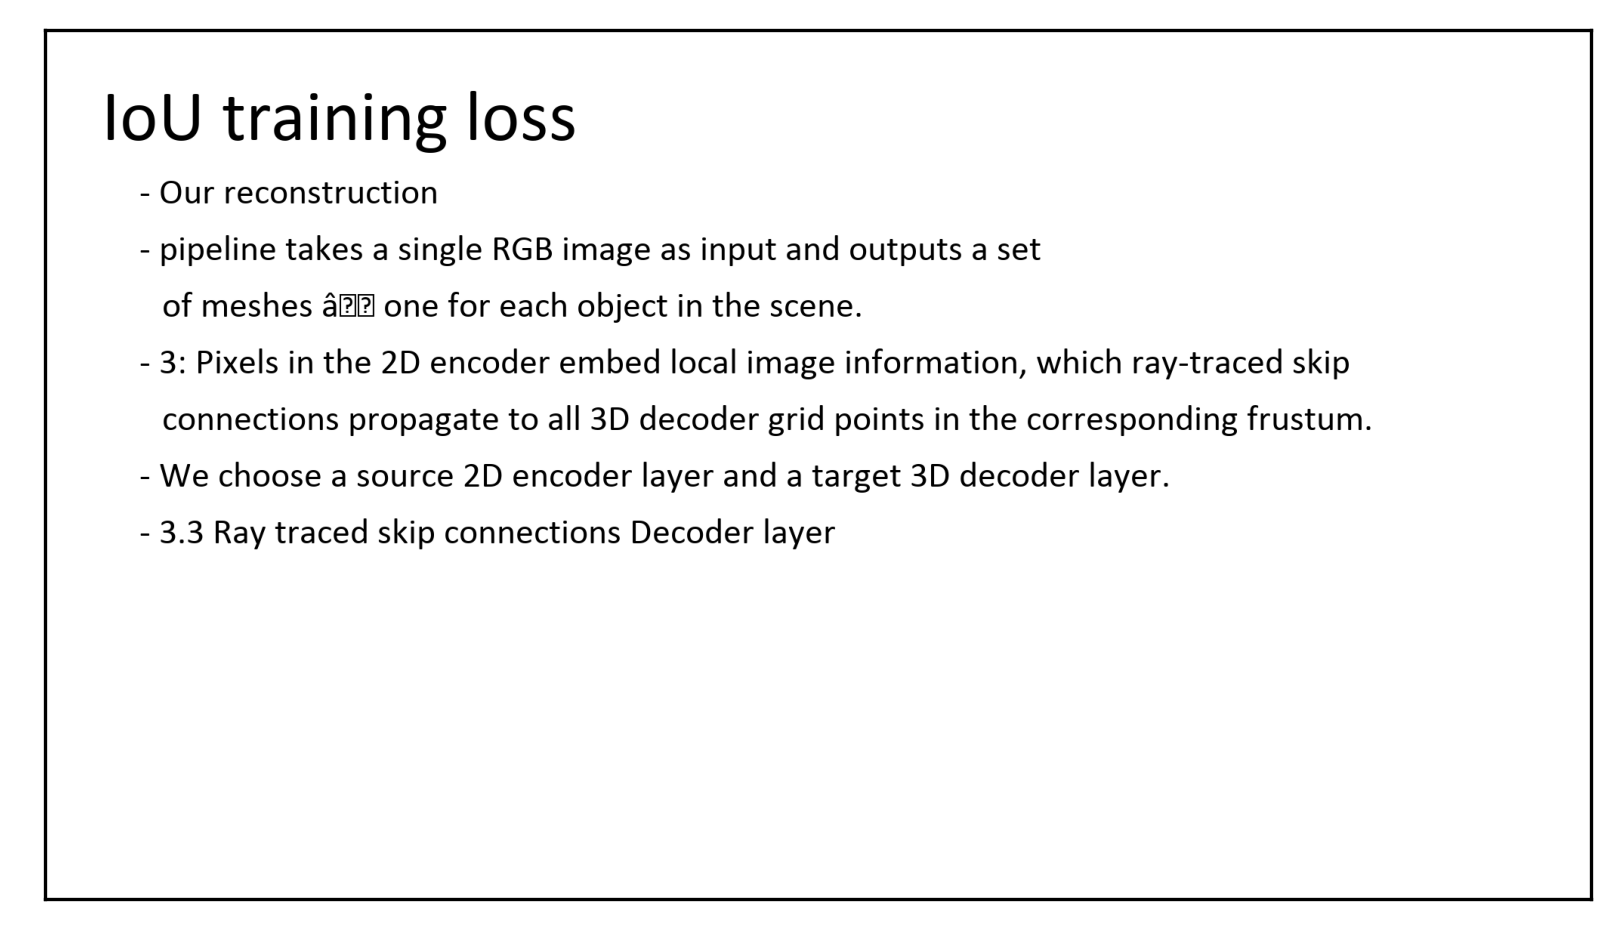 IoU training loss
- Our reconstruction
- pipeline takes a single RGB image as input and outputs a set
of meshes â⍰⍰ one for each object in the scene.
- 3: Pixels in the 2D encoder embed local image information, which ray-traced skip
connections propagate to all 3D decoder grid points in the corresponding frustum.
- We choose a source 2D encoder layer and a target 3D decoder layer.
- 3.3 Ray traced skip connections Decoder layer